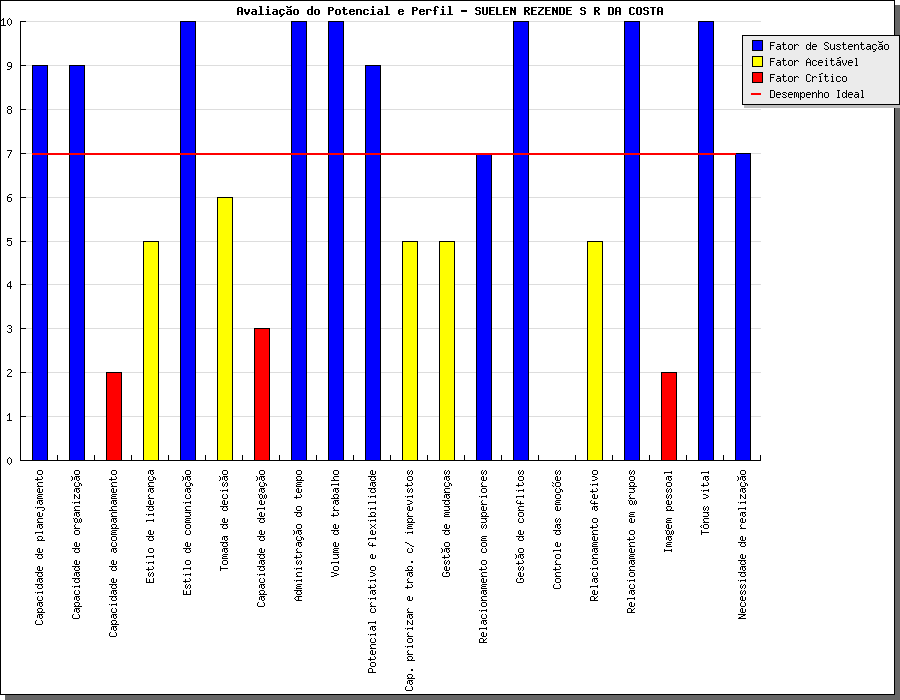 Avaliação do Potencial e Perfil - SUELEN REZENDE S R DA COSTA
Fator de Sustentação
Fator Aceitável
Fator Crítico
Desempenho Ideal
10
9
8
7
6
5
4
3
2
1
0
Capacidade de planejamento
Capacidade de organização
Capacidade de acompanhamento
Estilo de liderança
Estilo de comunicação
Tomada de decisão
Capacidade de delegação
Administração do tempo
Volume de trabalho
Potencial criativo e flexibilidade
Cap. priorizar e trab. c/ imprevistos
Gestão de mudanças
Relacionamento com superiores
Gestão de conflitos
Controle das emoções
Relacionamento afetivo
Relacionamento em grupos
Imagem pessoal
Tônus vital
Necessidade de realização